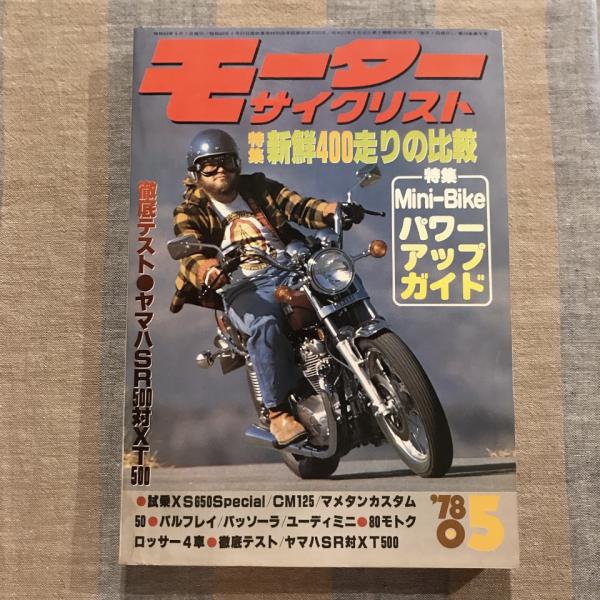 モーター
サイクリスト
特集
新鮮400走りの比較
特集
Mini-Bike
パワー
アップ
ガイド
徹底テスト●ヤマハSR500対XT500
●試乗XS650Special/CM125/マメタンカスタム
50●パルフレイ/パッソーラ/ユーディミニ●80モトク
ロッサー4車●徹底テスト/ヤマハSR対XT500
'78
5